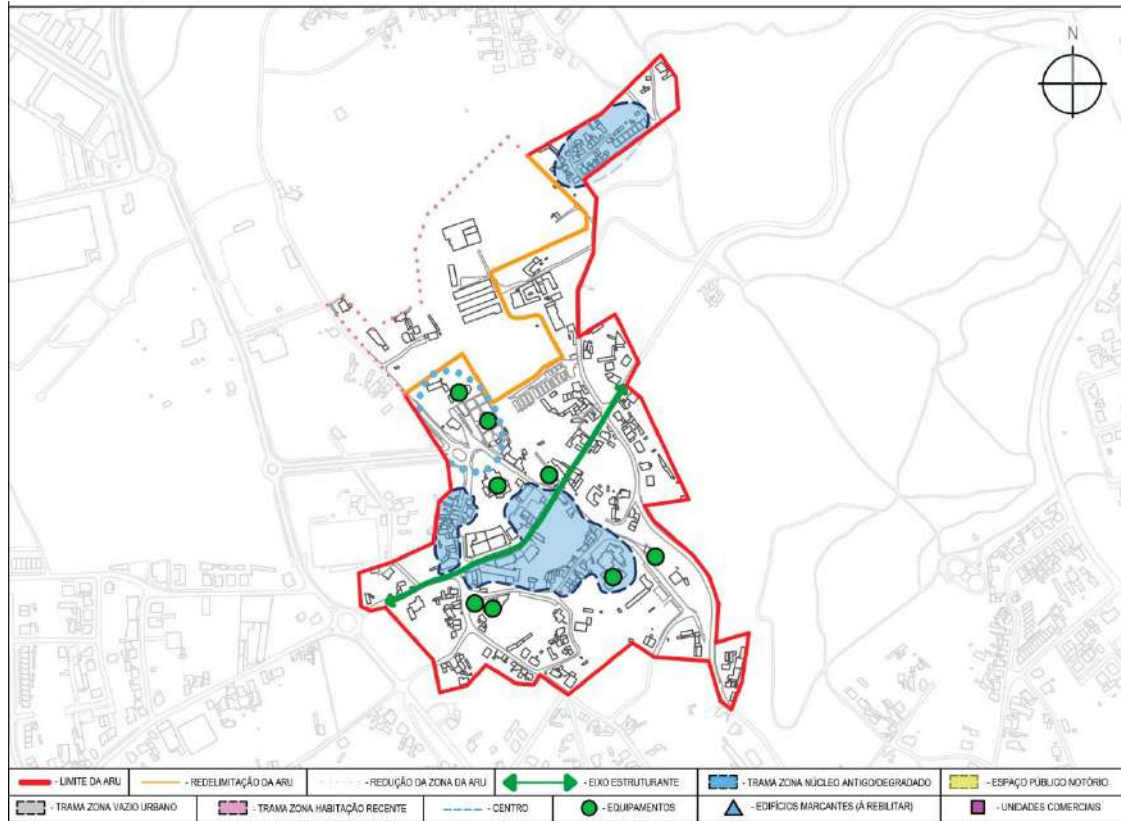 N
- LIMITE DA ARU - REDELIMITAÇÃO DA ARU - REDUÇÃO DA ZONA DA ARU - EIXO ESTRUTURANTE - TRAMA ZONA NÚCLEO ANTIGO/DEGRADADO - ESPAÇO PÚBLICO NOTÓRIO
- TRAMA ZONA VAZIO URBANO - TRAMA ZONA HABITAÇÃO RECENTE - CENTRO - EQUIPAMENTOS - EDIFÍCIOS MARCANTES (À REBILITAR) - UNIDADES COMERCIAIS